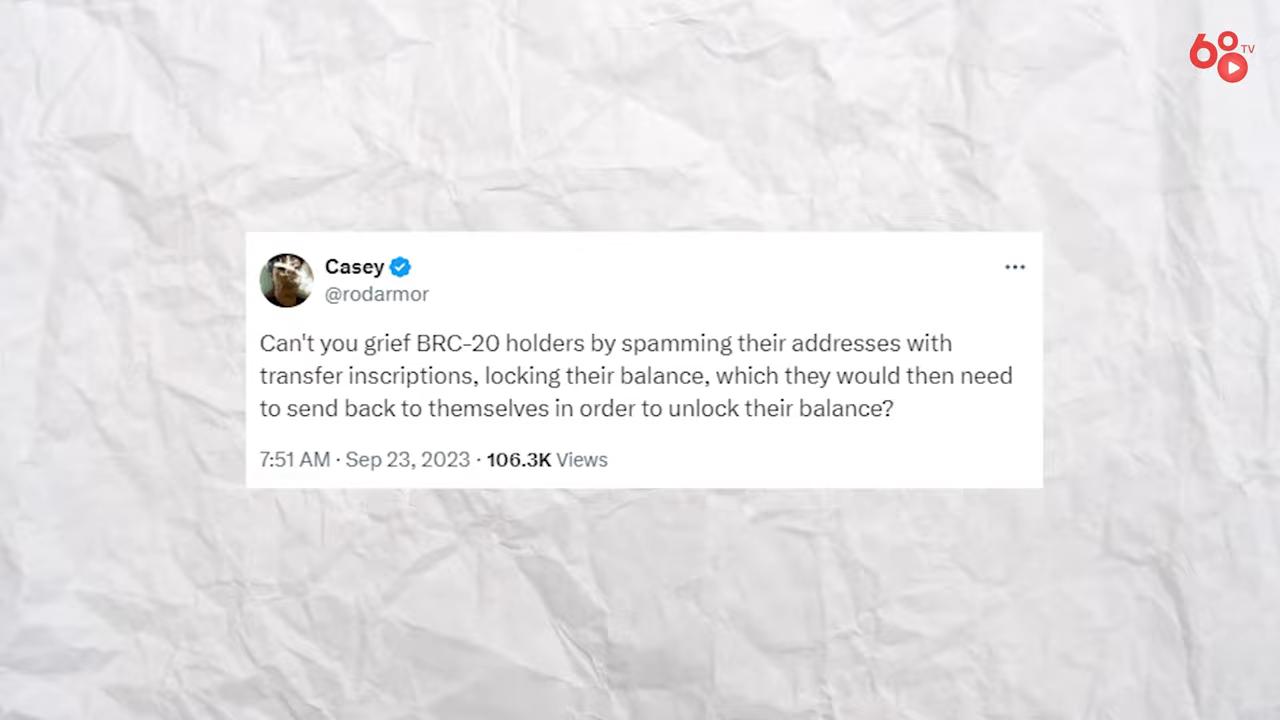 68 TV
Casey
@rodarmor
Can't you grief BRC-20 holders by spamming their addresses with
transfer inscriptions, locking their balance, which they would then need
to send back to themselves in order to unlock their balance?
7:51 AM · Sep 23, 2023 · 106.3K Views